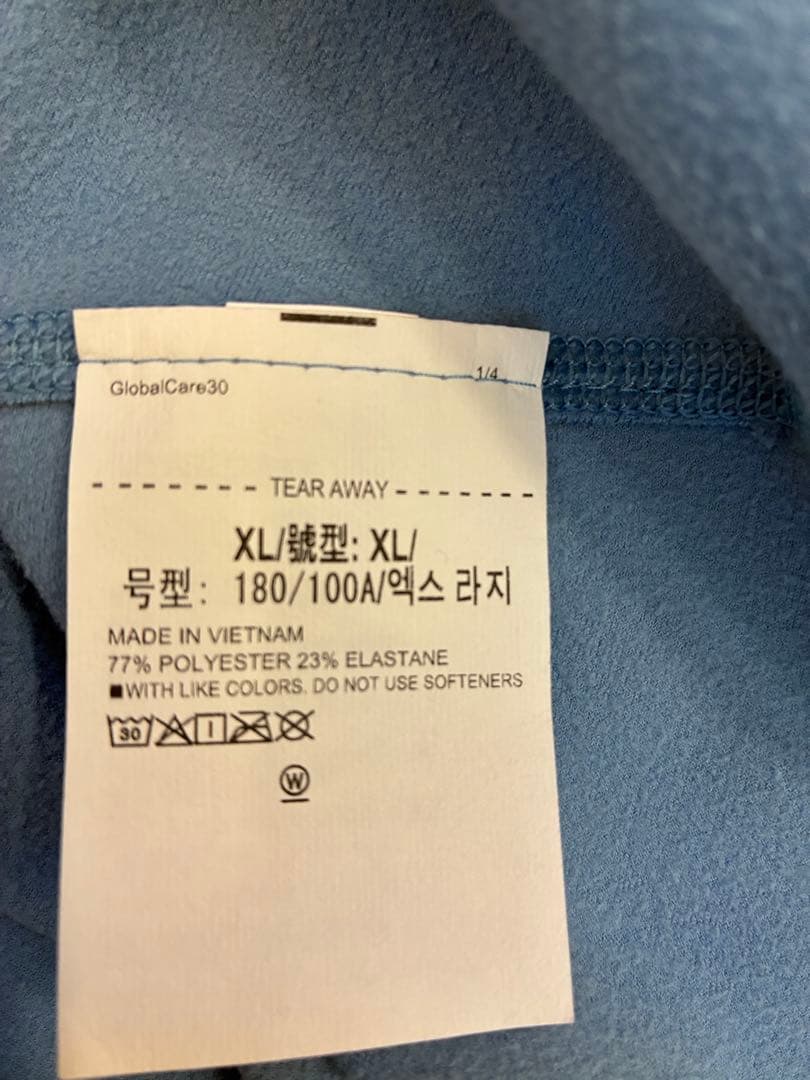 1/4
GlobalCare30
TEAR AWAY
XL/號型: XL/
号型: 180/100A/엑스 라지
MADE IN VIETNAM
77% POLYESTER 23% ELASTANE
■WITH LIKE COLORS. DO NOT USE SOFTENERS
30
W